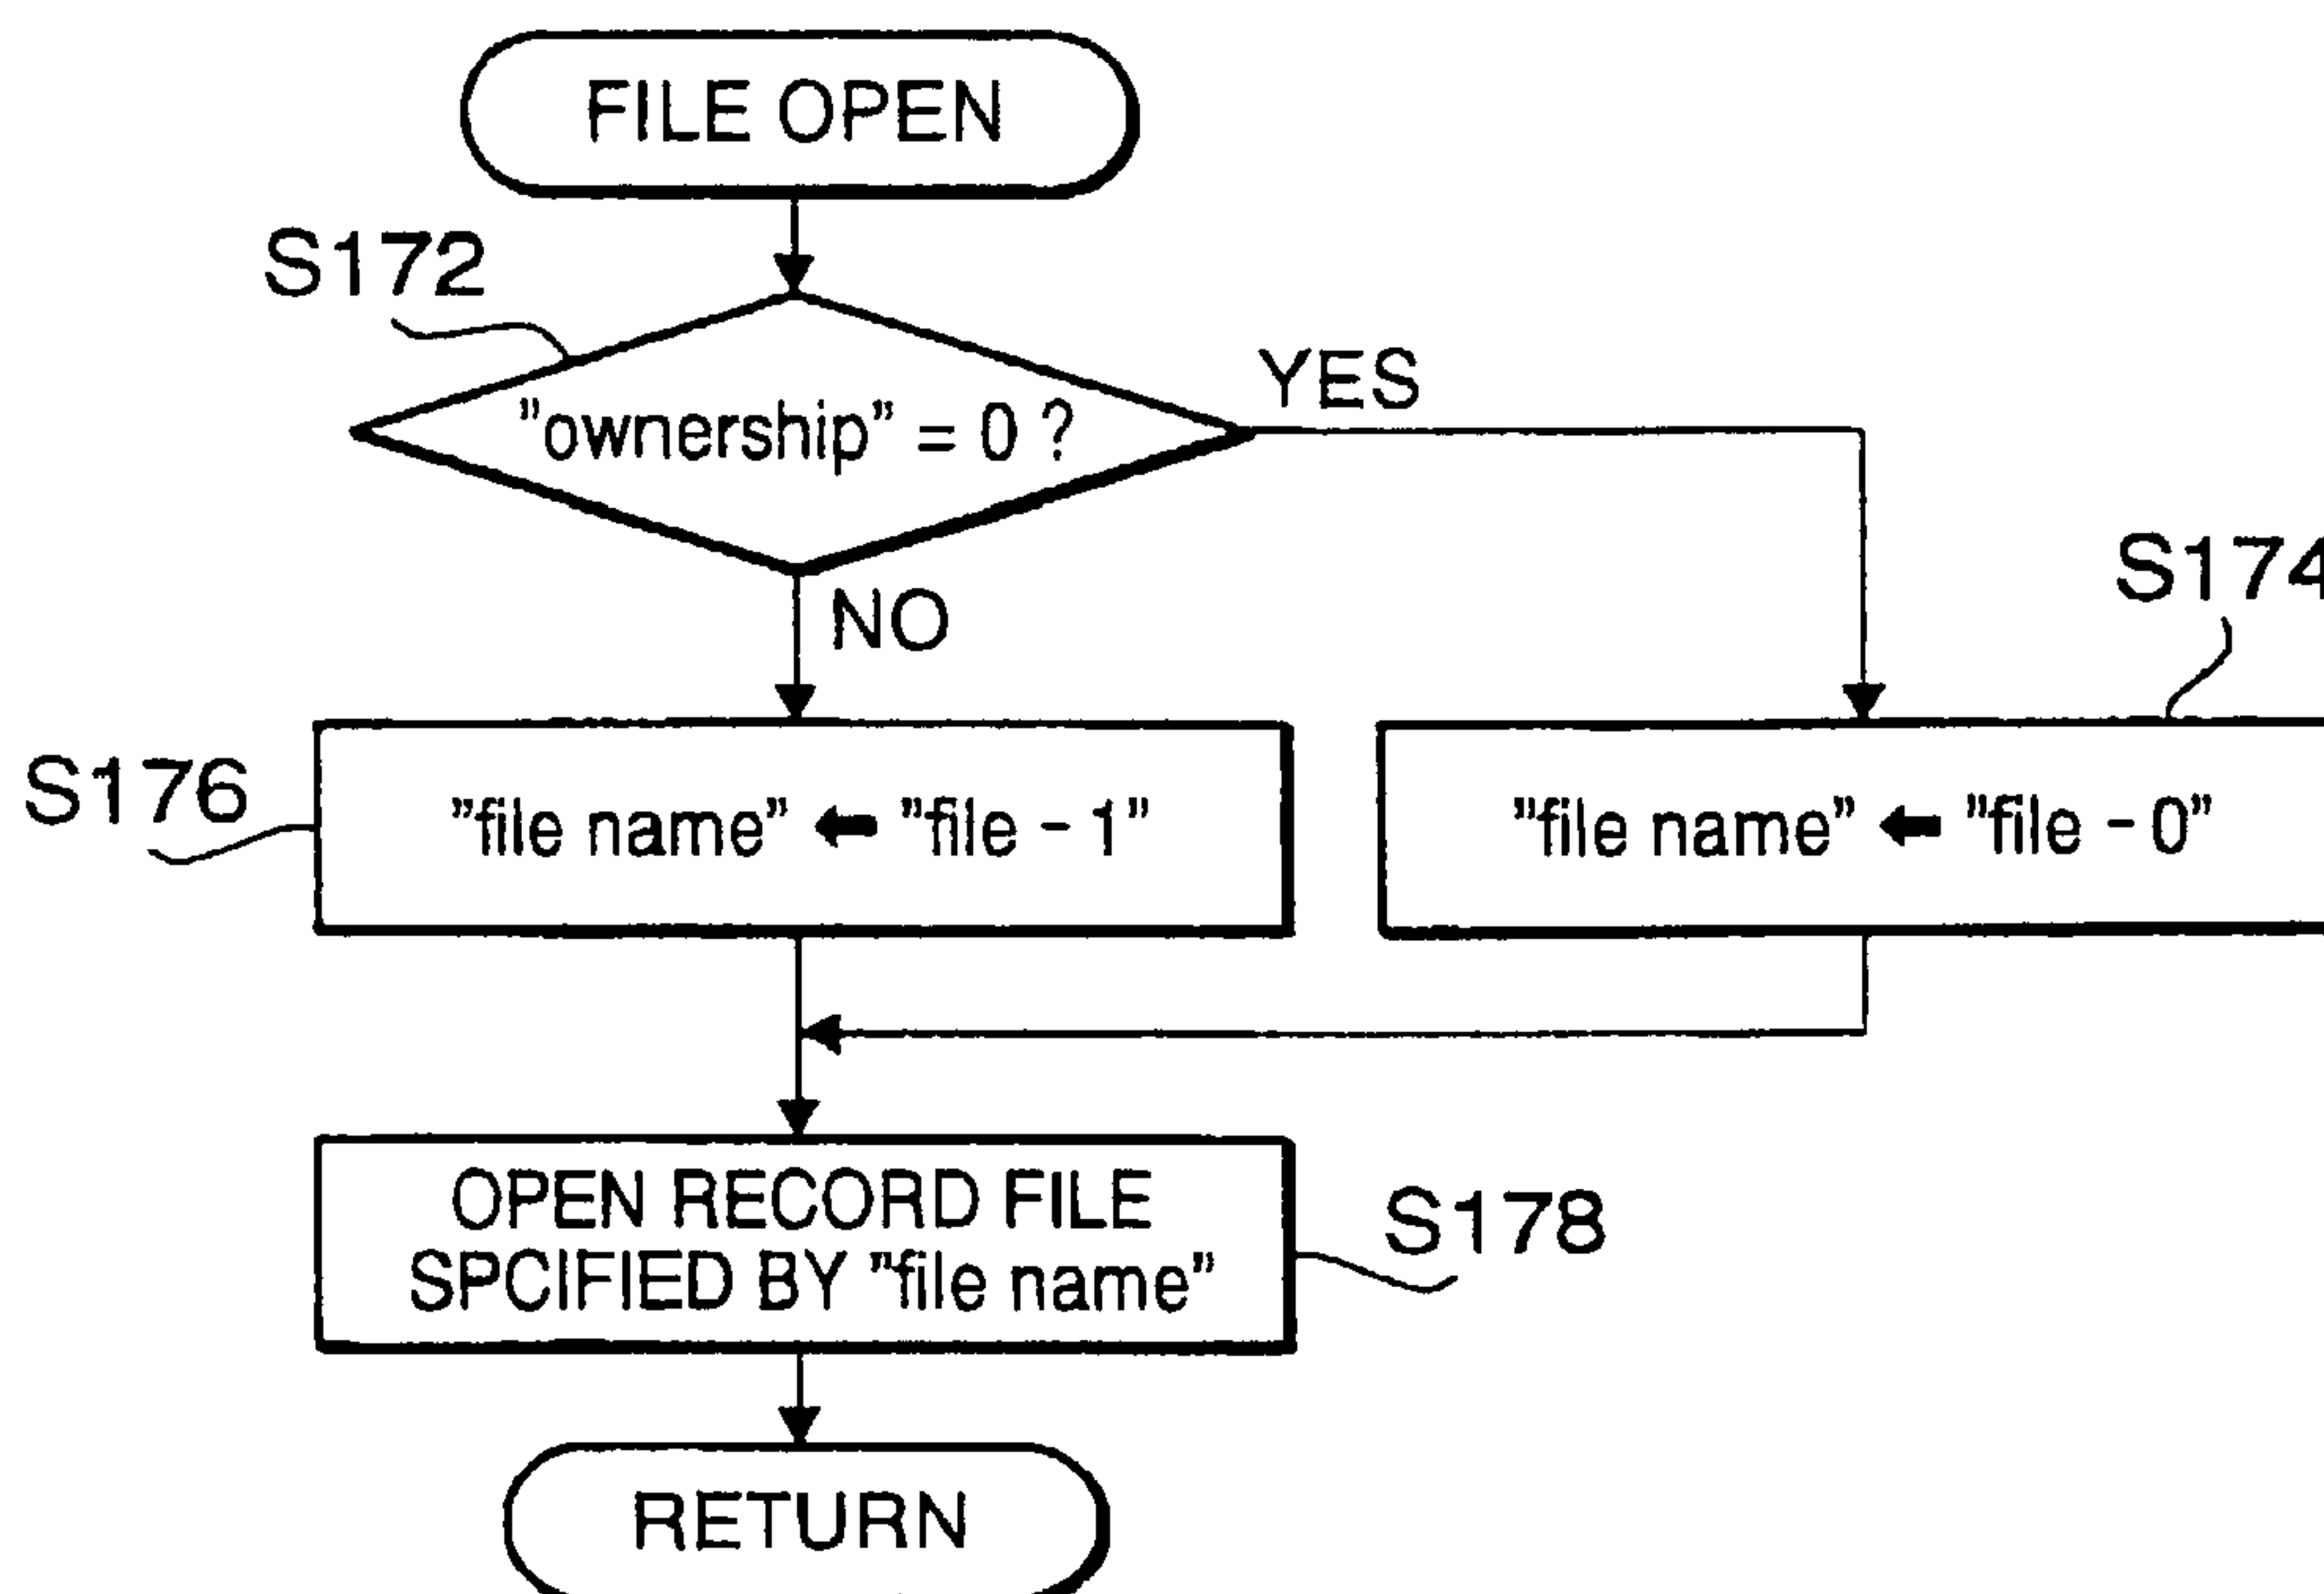 FILE OPEN
S172
"ownership" = 0 ?
YES
NO
S174
S176
"file name" ← "file - 1"
"file name" ← "file - 0"
OPEN RECORD FILE
SPCIFIED BY "file name"
S178
RETURN